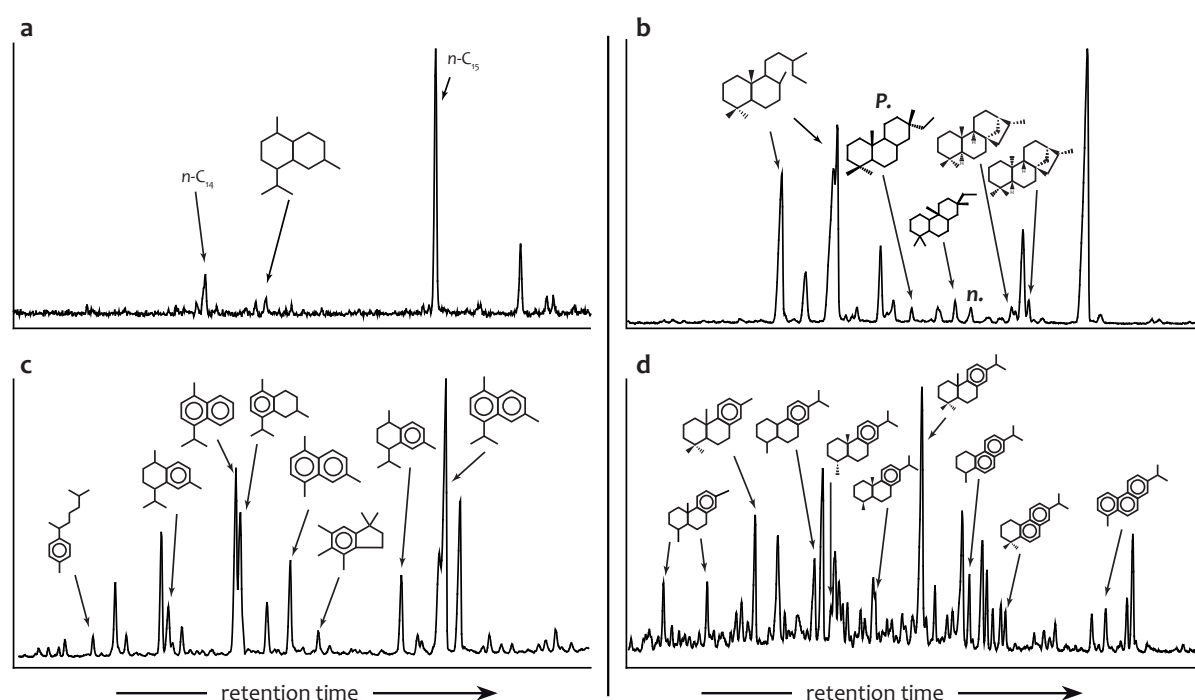 a
n-C₁₄
n-C₁₅
b
P.
H
H
H
H
n.
c
d
retention time
retention time